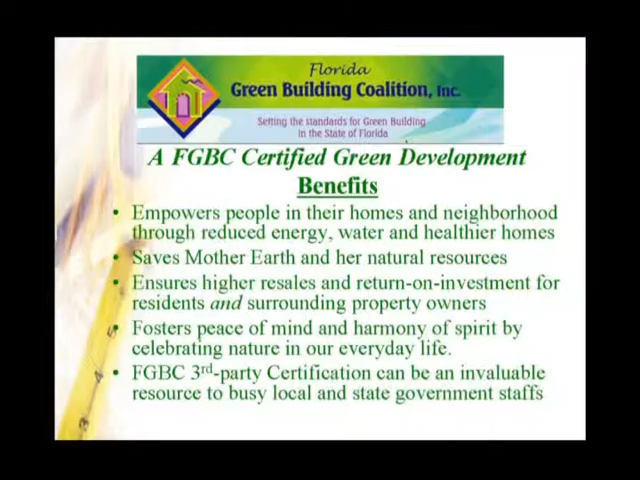 Florida
Green Building Coalition, Inc.
Setting the standards for Green Building
in the State of Florida
A FGBC Certified Green Development
Benefits
• Empowers people in their homes and neighborhood
through reduced energy, water and healthier homes
• Saves Mother Earth and her natural resources
• Ensures higher resales and return-on-investment for
residents and surrounding property owners
• Fosters peace of mind and harmony of spirit by
celebrating nature in our everyday life.
• FGBC 3rd-party Certification can be an invaluable
resource to busy local and state government staffs
5
4
3